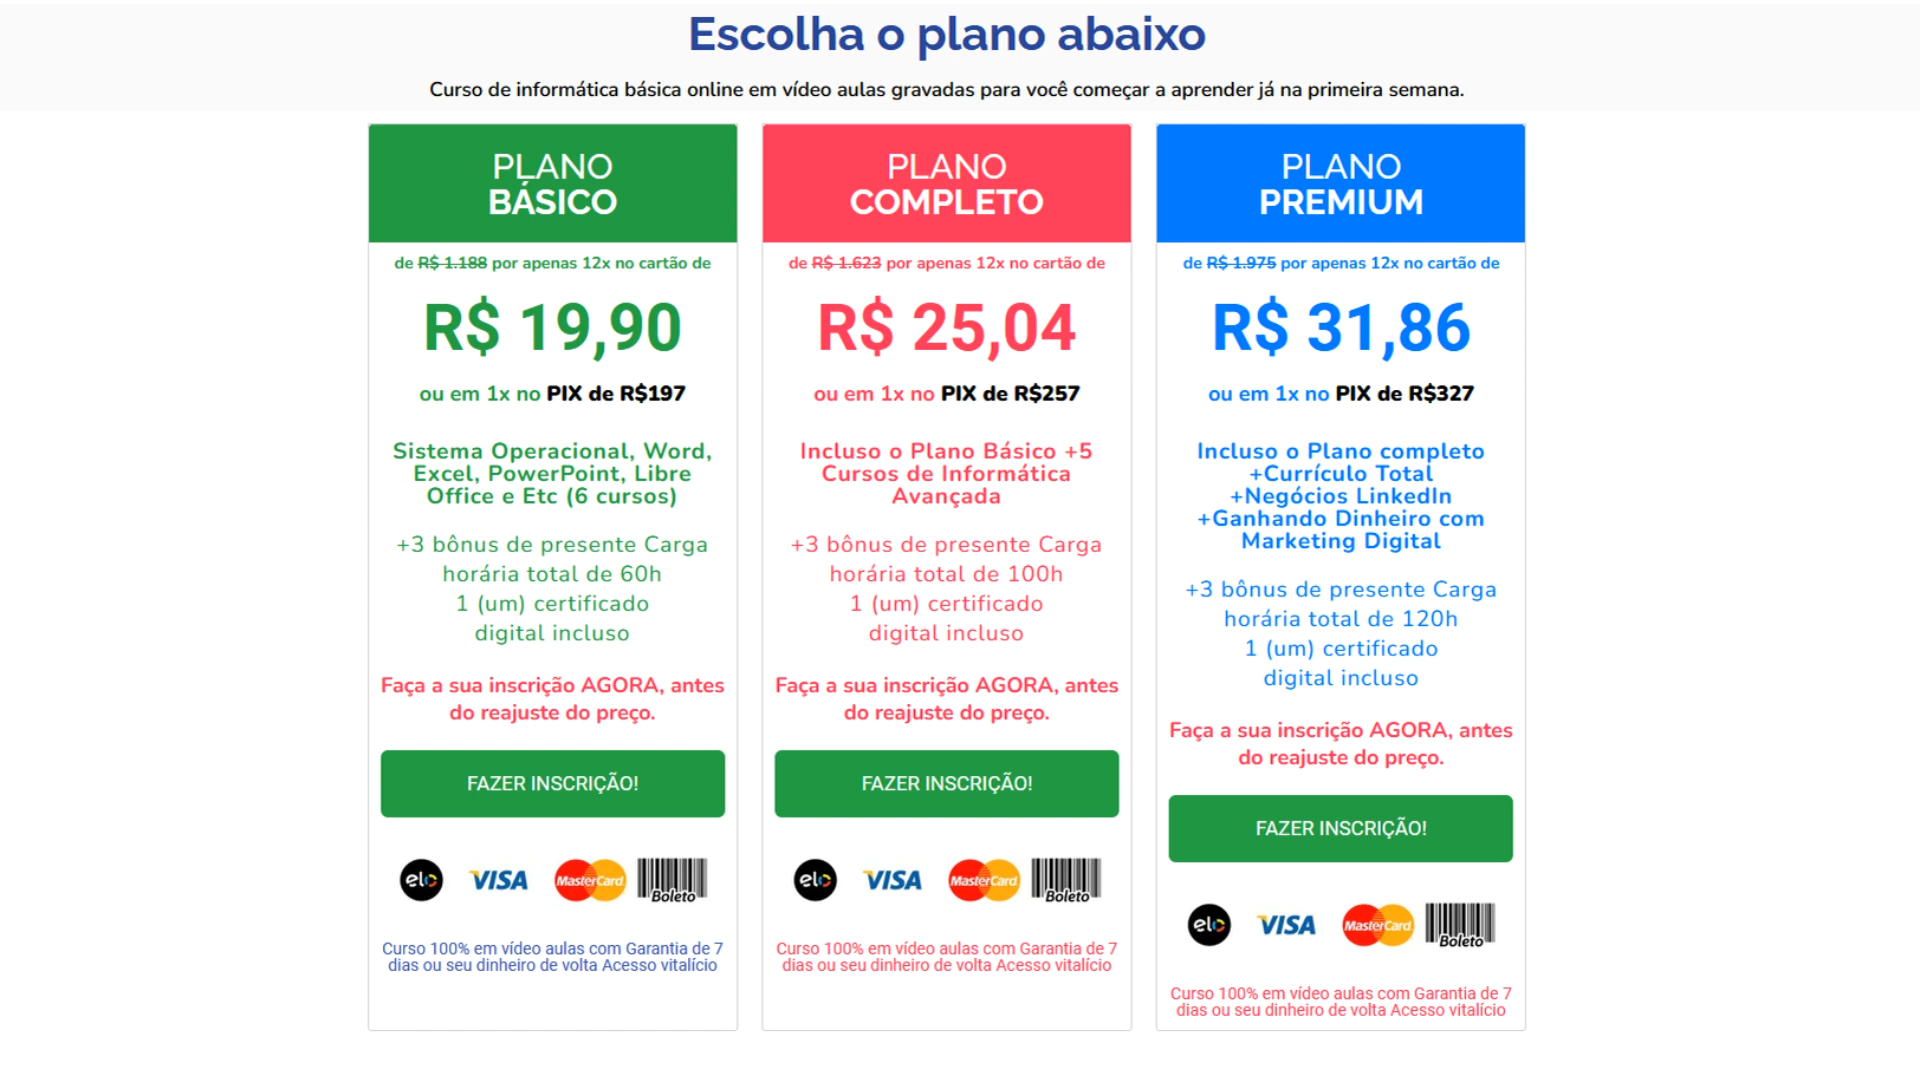 Escolha o plano abaixo
Curso de informática básica online em vídeo aulas gravadas para você começar a aprender já na primeira semana.
PLANO
BÁSICO
de R$ 1.188 por apenas 12x no cartão de
R$ 19,90
ou em 1x no PIX de R$197
Sistema Operacional, Word,
Excel, PowerPoint, Libre
Office e Etc (6 cursos)
+3 bônus de presente Carga
horária total de 60h
1 (um) certificado
digital incluso
Faça a sua inscrição AGORA, antes
do reajuste do preço.
FAZER INSCRIÇÃO!
elo VISA MasterCard Boleto
Curso 100% em vídeo aulas com Garantia de 7
dias ou seu dinheiro de volta Acesso vitalício
PLANO
COMPLETO
de R$ 1.623 por apenas 12x no cartão de
R$ 25,04
ou em 1x no PIX de R$257
Incluso o Plano Básico +5
Cursos de Informática
Avançada
+3 bônus de presente Carga
horária total de 100h
1 (um) certificado
digital incluso
Faça a sua inscrição AGORA, antes
do reajuste do preço.
FAZER INSCRIÇÃO!
elo VISA MasterCard Boleto
Curso 100% em vídeo aulas com Garantia de 7
dias ou seu dinheiro de volta Acesso vitalício
PLANO
PREMIUM
de R$ 1.975 por apenas 12x no cartão de
R$ 31,86
ou em 1x no PIX de R$327
Incluso o Plano completo
+Currículo Total
+Negócios LinkedIn
+Ganhando Dinheiro com
Marketing Digital
+3 bônus de presente Carga
horária total de 120h
1 (um) certificado
digital incluso
Faça a sua inscrição AGORA, antes
do reajuste do preço.
FAZER INSCRIÇÃO!
elo VISA MasterCard Boleto
Curso 100% em vídeo aulas com Garantia de 7
dias ou seu dinheiro de volta Acesso vitalício